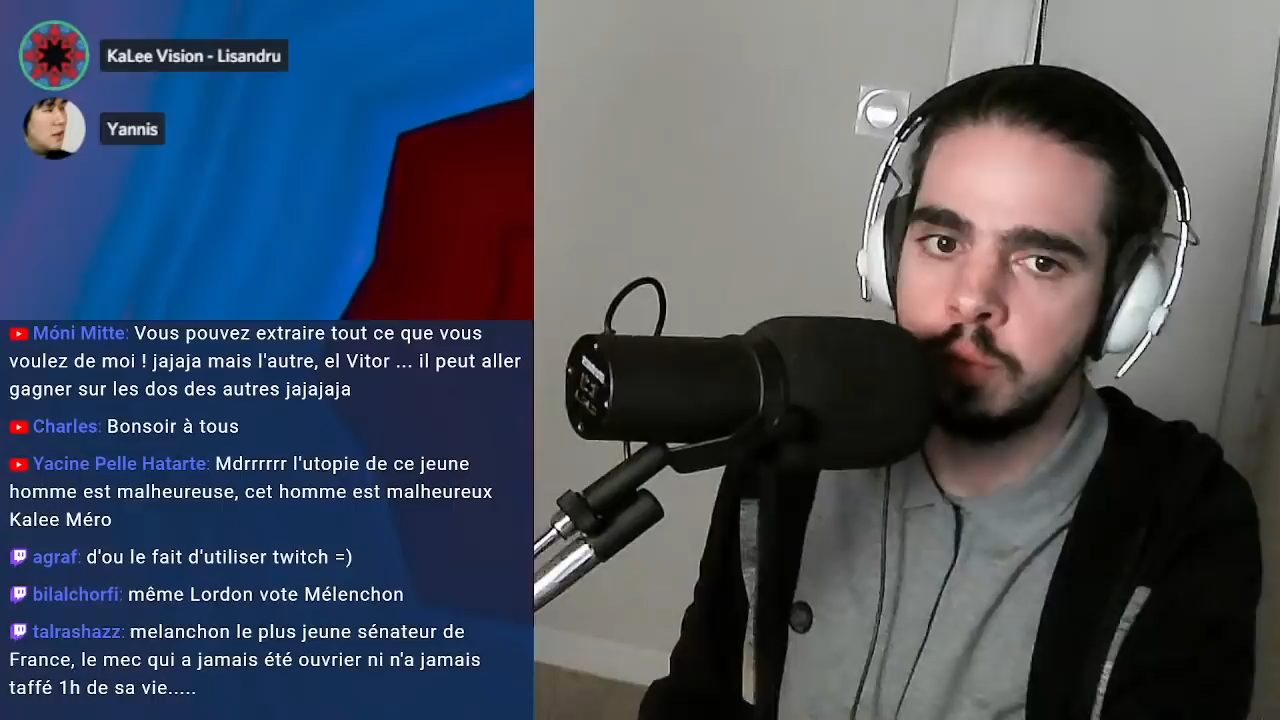 KaLee Vision - Lisandru
Yannis
Móni Mitte: Vous pouvez extraire tout ce que vous
voulez de moi ! jajaja mais l'autre, el Vitor ... il peut aller
gagner sur les dos des autres jajajaja
Charles: Bonsoir à tous
Yacine Pelle Hatarte: Mdrrrrrr l'utopie de ce jeune
homme est malheureuse, cet homme est malheureux
Kalee Méro
agraf: d'ou le fait d'utiliser twitch =)
bilalchorfi: même Lordon vote Mélenchon
talrashazz: melanchon le plus jeune sénateur de
France, le mec qui a jamais été ouvrier ni n'a jamais
taffé 1h de sa vie.....